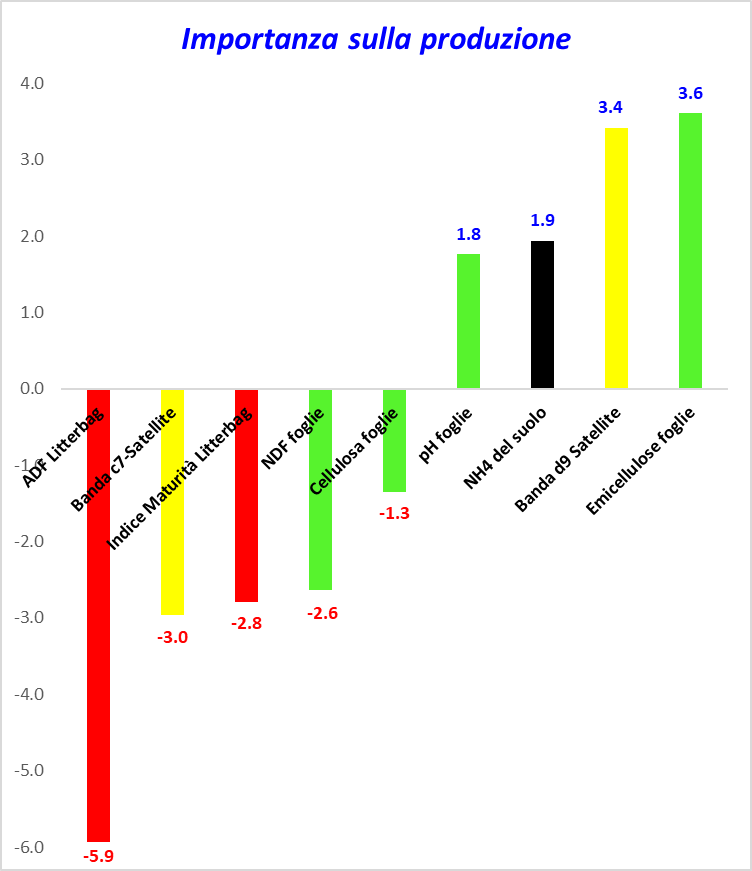 Importanza sulla produzione
4.0
3.0
2.0
1.0
0.0
-1.0
-2.0
-3.0
-4.0
-5.0
-6.0
-5.9
-3.0
-2.8
-2.6
-1.3
1.8
1.9
3.4
3.6
ADF Litterbag
Banda c7-Satellite
Indice Maturità Litterbag
NDF foglie
Cellulosa foglie
pH foglie
NH4 del suolo
Banda d9 Satellite
Emicellulose foglie